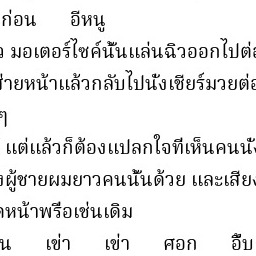 ก่อน อีหนู
มอเตอร์ไซค์นั้นแล่นฉิวออกไปต่อ
ส่ายหน้าแล้วกลับไปนั่งเชียร์มวยต่อ
ๆ
แต่แล้วก็ต้องแปลกใจที่เห็นคนนั่ง
ผู้ชายผมยาวคนนั้นด้วย และเสียง
หน้าพรือเช่นเดิม
น เข่า เข่า ศอก อื้บ